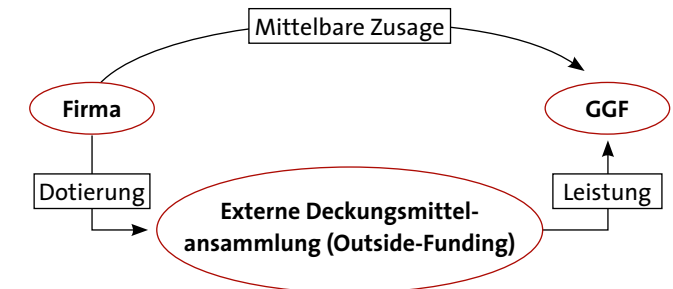 Mittelbare Zusage
Firma
GGF
Dotierung
Leistung
Externe Deckungsmittel-
ansammlung (Outside-Funding)